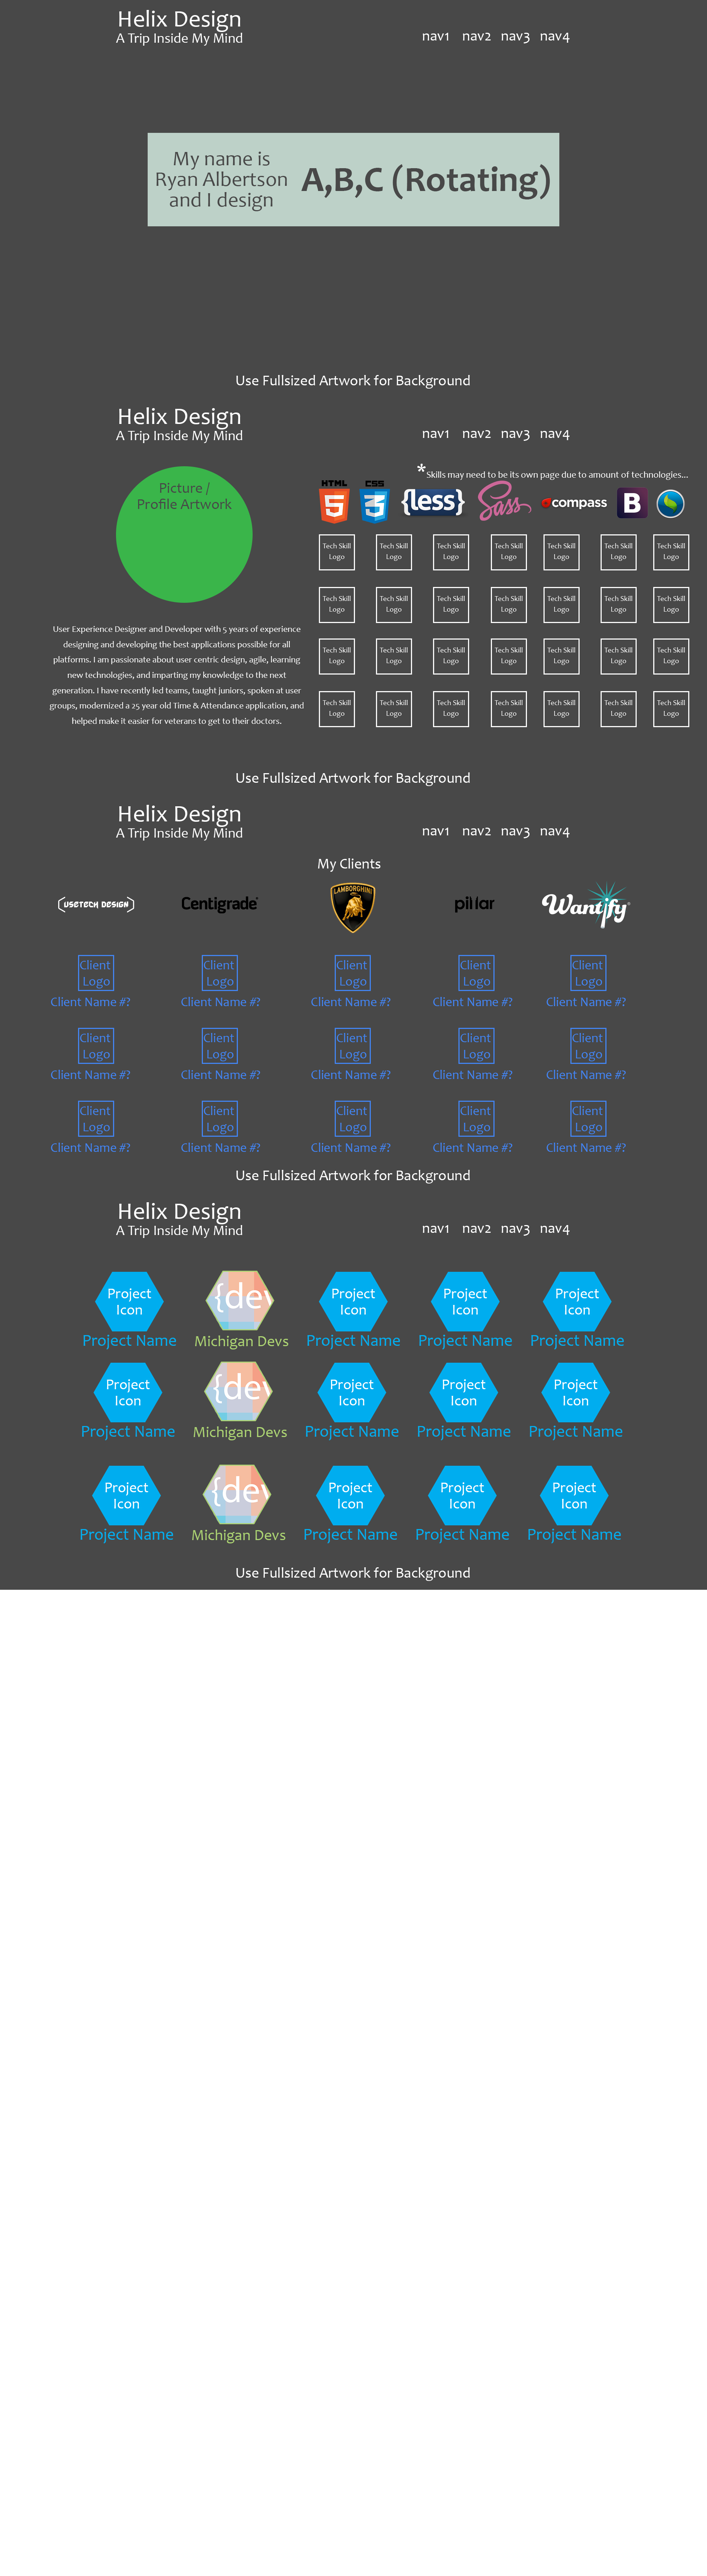 Helix Design
A Trip Inside My Mind
nav1 nav2 nav3 nav4
My name is
Ryan Albertson
and I design
A,B,C (Rotating)
Use Fullsized Artwork for Background
Helix Design
A Trip Inside My Mind
nav1 nav2 nav3 nav4
Picture /
Profile Artwork
*Skills may need to be its own page due to amount of technologies...
HTML CSS {less} Sass compass B
5 3
Tech Skill Tech Skill Tech Skill Tech Skill Tech Skill Tech Skill Tech Skill
Logo Logo Logo Logo Logo Logo Logo
Tech Skill Tech Skill Tech Skill Tech Skill Tech Skill Tech Skill Tech Skill
Logo Logo Logo Logo Logo Logo Logo
Tech Skill Tech Skill Tech Skill Tech Skill Tech Skill Tech Skill Tech Skill
Logo Logo Logo Logo Logo Logo Logo
Tech Skill Tech Skill Tech Skill Tech Skill Tech Skill Tech Skill Tech Skill
Logo Logo Logo Logo Logo Logo Logo
User Experience Designer and Developer with 5 years of experience
designing and developing the best applications possible for all
platforms. I am passionate about user centric design, agile, learning
new technologies, and imparting my knowledge to the next
generation. I have recently led teams, taught juniors, spoken at user
groups, modernized a 25 year old Time & Attendance application, and
helped make it easier for veterans to get to their doctors.
Use Fullsized Artwork for Background
Helix Design
A Trip Inside My Mind
nav1 nav2 nav3 nav4
My Clients
USETECH DESIGN Centigrade LAMBORGHINI pillar Wantify
Client Client Client Client Client
Logo Logo Logo Logo Logo
Client Name #? Client Name #? Client Name #? Client Name #? Client Name #?
Client Client Client Client Client
Logo Logo Logo Logo Logo
Client Name #? Client Name #? Client Name #? Client Name #? Client Name #?
Client Client Client Client Client
Logo Logo Logo Logo Logo
Client Name #? Client Name #? Client Name #? Client Name #? Client Name #?
Use Fullsized Artwork for Background
Helix Design
A Trip Inside My Mind
nav1 nav2 nav3 nav4
Project {dev Project Project Project
Icon Icon Icon Icon
Project Name Michigan Devs Project Name Project Name Project Name
Project {dev Project Project Project
Icon Icon Icon Icon
Project Name Michigan Devs Project Name Project Name Project Name
Project {dev Project Project Project
Icon Icon Icon Icon
Project Name Michigan Devs Project Name Project Name Project Name
Use Fullsized Artwork for Background